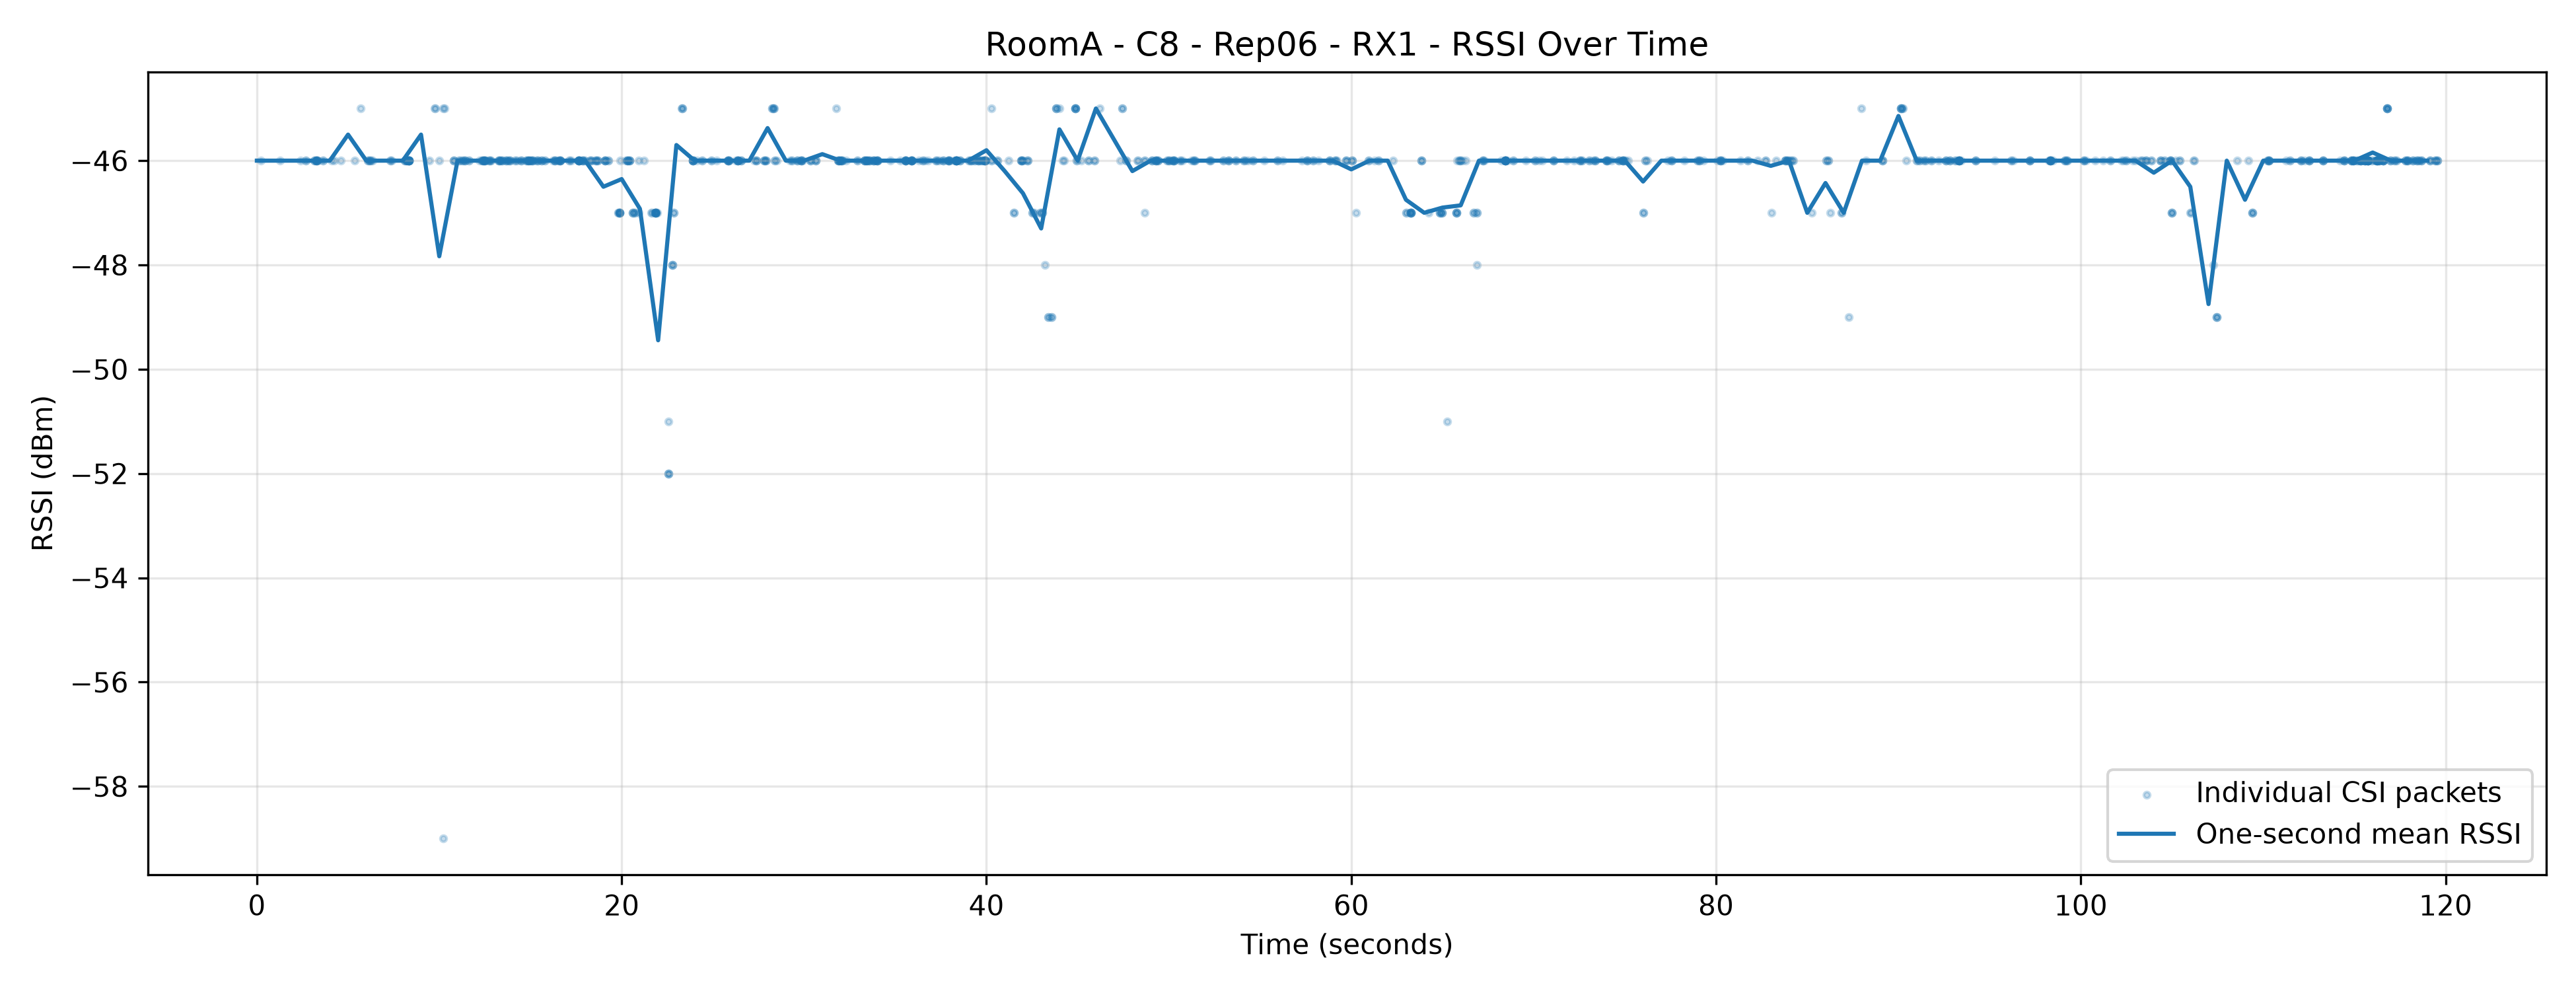 RoomA - C8 - Rep06 - RX1 - RSSI Over Time
RSSI (dBm)
−46
−48
−50
−52
−54
−56
−58
Individual CSI packets
One-second mean RSSI
0 20 40 60 80 100 120
Time (seconds)